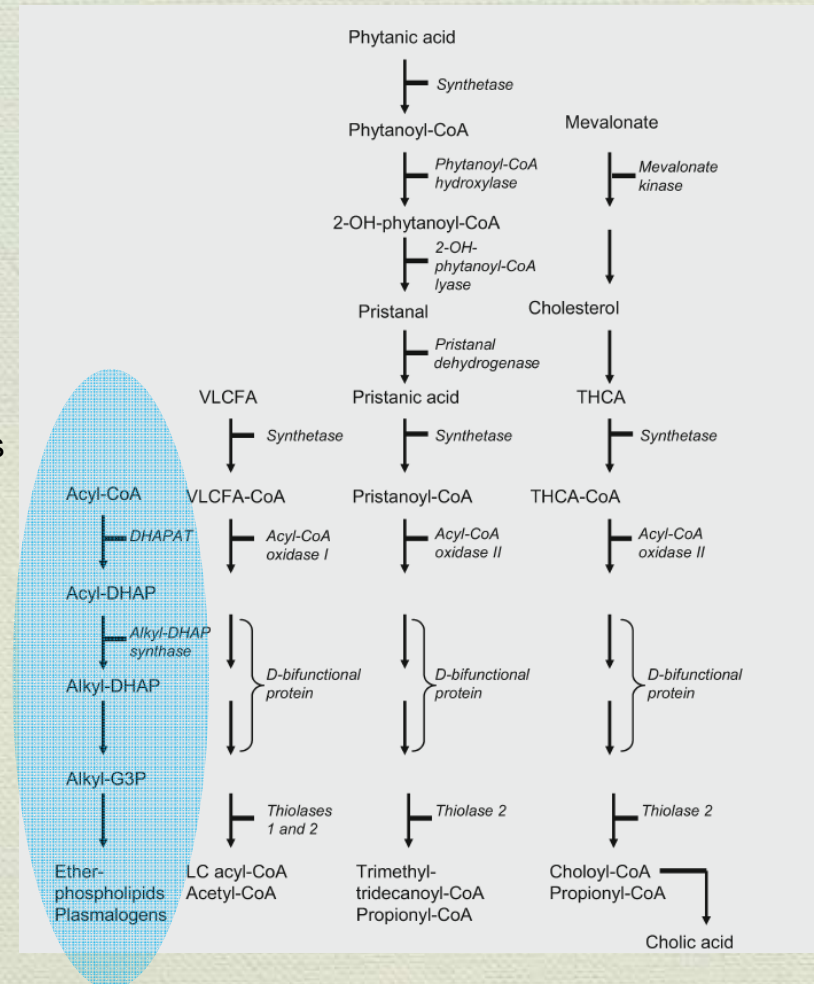 Phytanic acid
Synthetase
Phytanoyl-CoA
Mevalonate
Phytanoyl-CoA
hydroxylase
Mevalonate
kinase
2-OH-phytanoyl-CoA
2-OH-
phytanoyl-CoA
lyase
Pristanal
Cholesterol
Pristanal
dehydrogenase
VLCFA
Pristanic acid
THCA
Synthetase
Synthetase
Synthetase
s
Acyl-CoA
VLCFA-CoA
Pristanoyl-CoA
THCA-CoA
DHAPAT
Acyl-CoA
oxidase I
Acyl-CoA
oxidase II
Acyl-CoA
oxidase II
Acyl-DHAP
Alkyl-DHAP
synthase
Alkyl-DHAP
D-bifunctional
protein
D-bifunctional
protein
D-bifunctional
protein
Alkyl-G3P
Thiolases
1 and 2
Thiolase 2
Thiolase 2
Ether-
phospholipids
Plasmalogens
LC acyl-CoA
Acetyl-CoA
Trimethyl-
tridecanoyl-CoA
Propionyl-CoA
Choloyl-CoA
Propionyl-CoA
Cholic acid